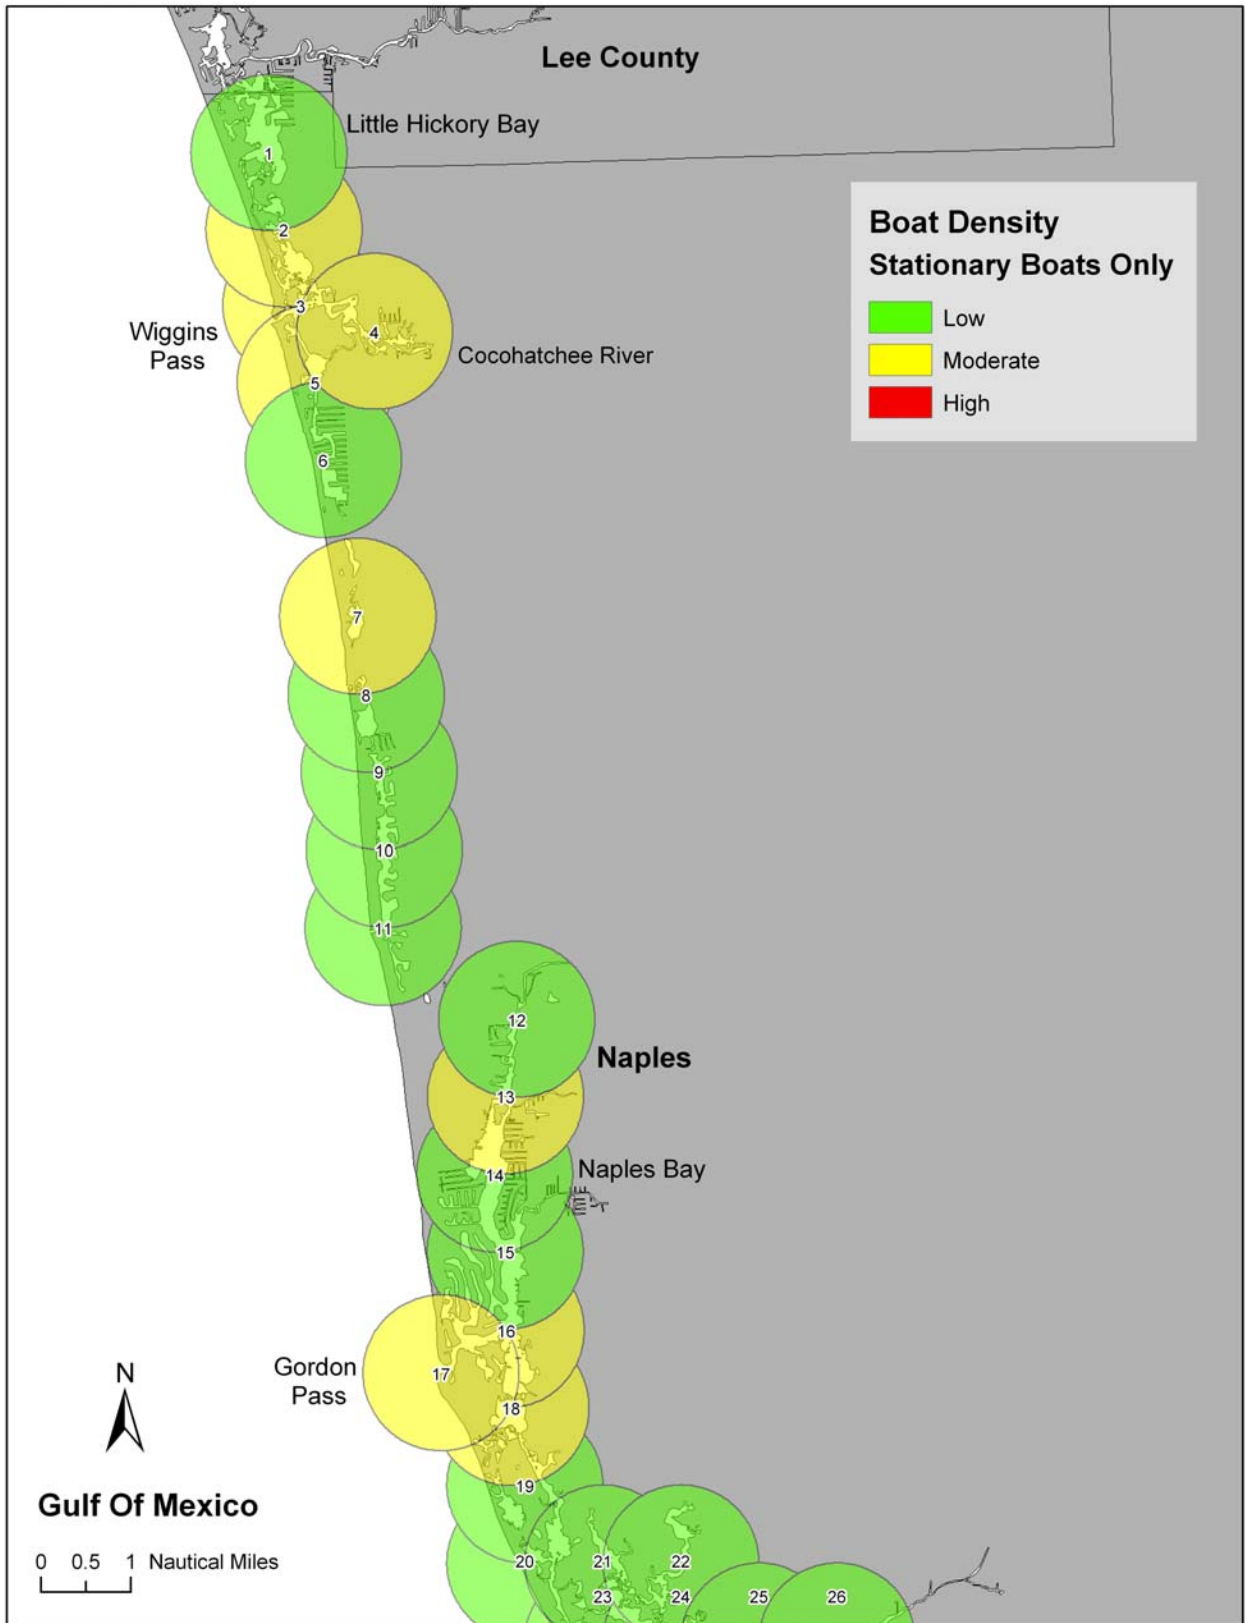 Lee County
Little Hickory Bay
1
2
3
4
Wiggins
Pass
Cocohatchee River
5
6
Boat Density
Stationary Boats Only
Low
Moderate
High
7
8
9
10
11
12
Naples
13
14
Naples Bay
15
16
17
Gordon
Pass
18
19
N
Gulf Of Mexico
0 0.5 1 Nautical Miles
20
21
22
23
24
25
26